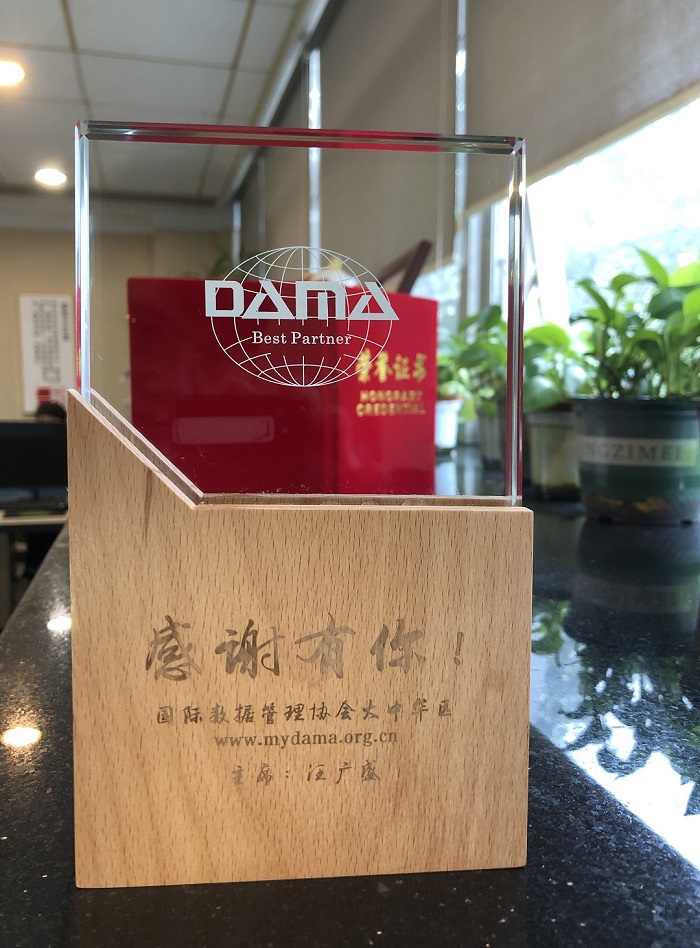 DAMA
Best Partner
荣誉证书
HONORARY
CREDENTIAL
感谢有你！
国际数据管理协会大中华区
www.mydama.org.cn
主席：汪广盛
NGZIMEI